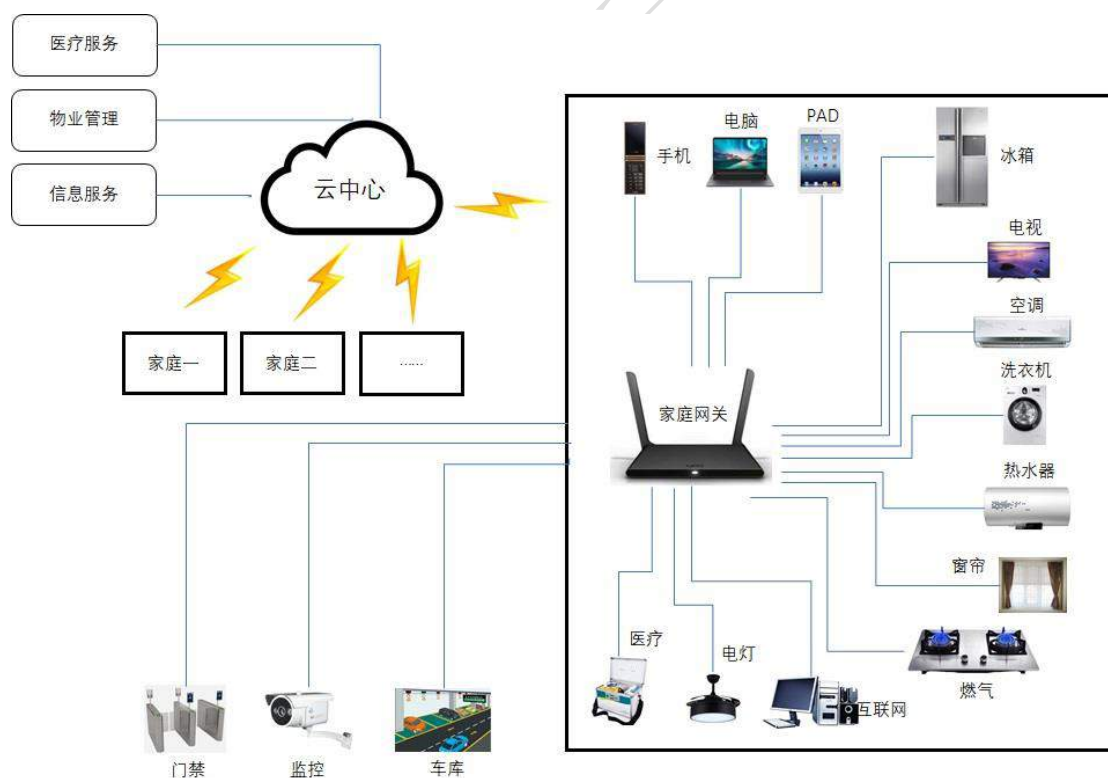 医疗服务
物业管理
信息服务
云中心
家庭一
家庭二
……
手机
电脑
PAD
冰箱
电视
空调
洗衣机
热水器
窗帘
燃气
家庭网关
医疗
电灯
互联网
门禁
监控
车库